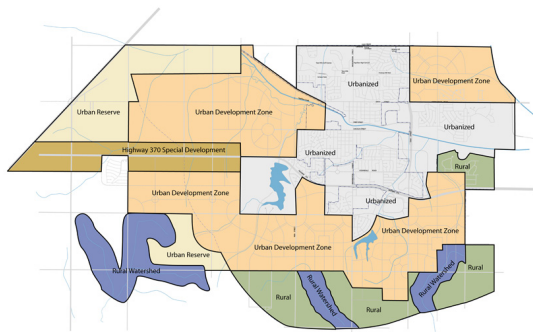 Urbanized
Urban Development Zone
Urban Reserve
Urban Development Zone
Urbanized
Highway 370 Special Development
Urbanized
Rural
Urban Development Zone
Urbanized
Urban Development Zone
Urban Development Zone
Urban Reserve
Rural Watershed
Rural Watershed
Rural
Rural Watershed
Rural
Rural